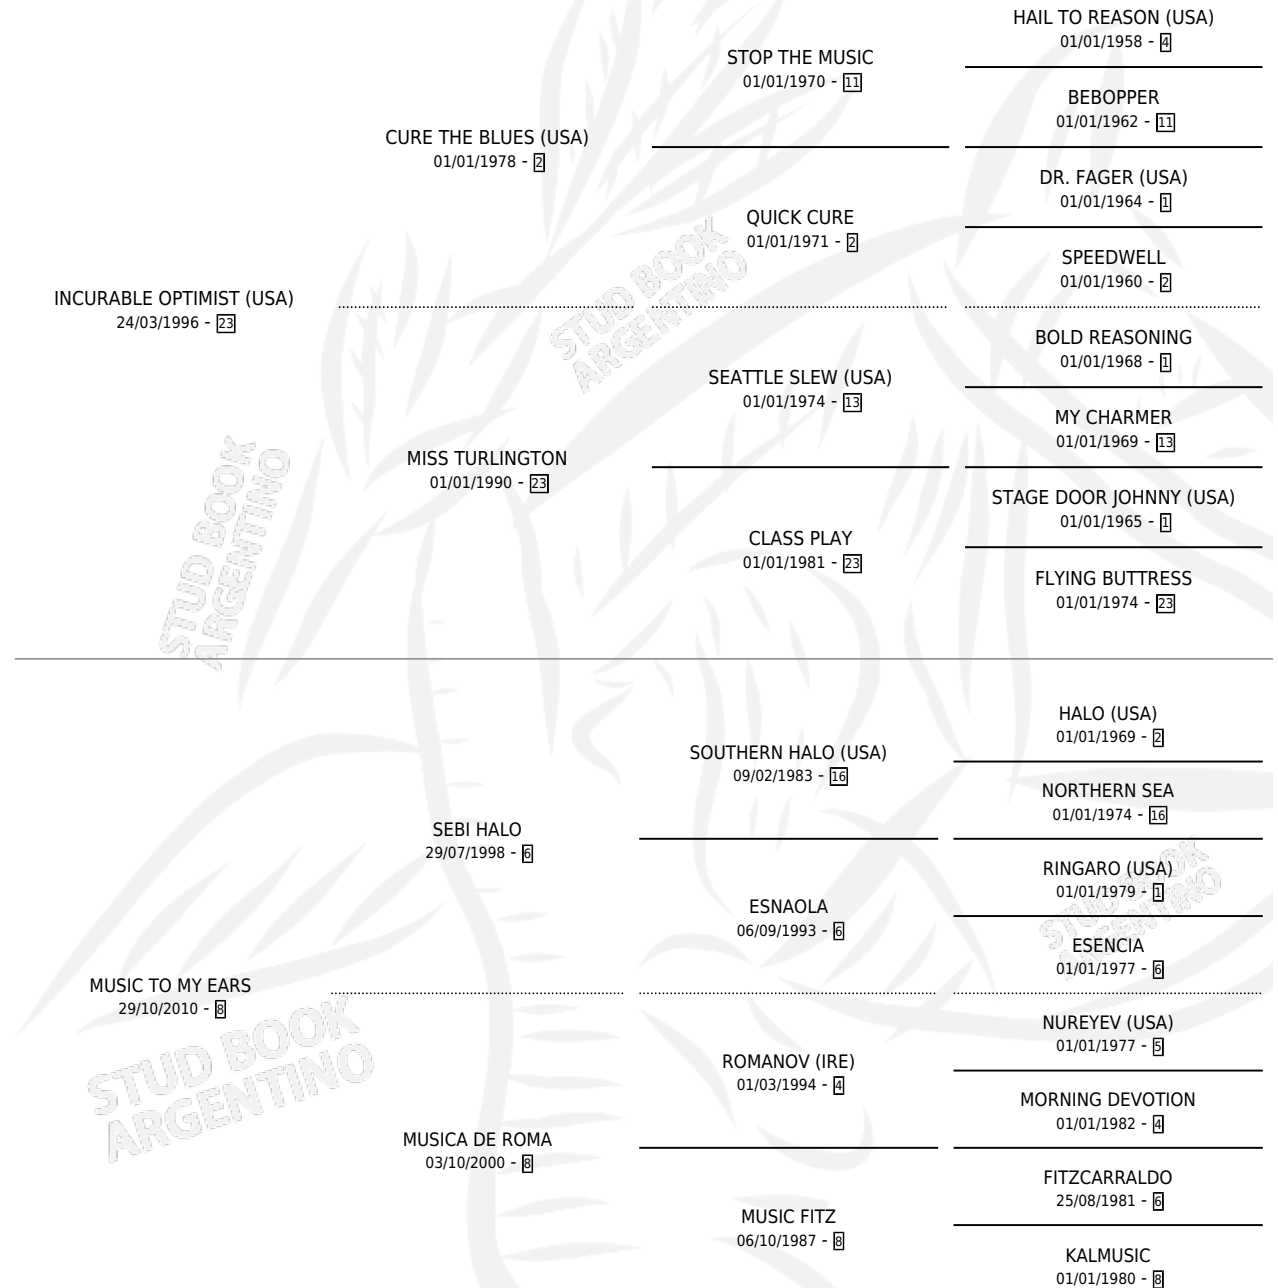 HAIL TO REASON (USA)
01/01/1958 - 4
STOP THE MUSIC
01/01/1970 - 11
BEBOPPER
01/01/1962 - 11
CURE THE BLUES (USA)
01/01/1978 - 2
DR. FAGER (USA)
01/01/1964 - 1
QUICK CURE
01/01/1971 - 2
SPEEDWELL
01/01/1960 - 2
INCURABLE OPTIMIST (USA)
24/03/1996 - 23
BOLD REASONING
01/01/1968 - 1
SEATTLE SLEW (USA)
01/01/1974 - 13
MY CHARMER
01/01/1969 - 13
MISS TURLINGTON
01/01/1990 - 23
STAGE DOOR JOHNNY (USA)
01/01/1965 - 1
CLASS PLAY
01/01/1981 - 23
FLYING BUTTRESS
01/01/1974 - 23
HALO (USA)
01/01/1969 - 2
SOUTHERN HALO (USA)
09/02/1983 - 16
NORTHERN SEA
01/01/1974 - 16
SEBI HALO
29/07/1998 - 6
RINGARO (USA)
01/01/1979 - 1
ESNAOLA
06/09/1993 - 6
ESENCIA
01/01/1977 - 6
MUSIC TO MY EARS
29/10/2010 - 8
NUREYEV (USA)
01/01/1977 - 5
ROMANOV (IRE)
01/03/1994 - 4
MORNING DEVOTION
01/01/1982 - 4
MUSICA DE ROMA
03/10/2000 - 8
FITZCARRALDO
25/08/1981 - 6
MUSIC FITZ
06/10/1987 - 8
KALMUSIC
01/01/1980 - 8
STUD BOOK
ARGENTINO
STUD BOOK
ARGENTINO
STUD BOOK
ARGENTINO
STUD BOOK
ARGENTINO